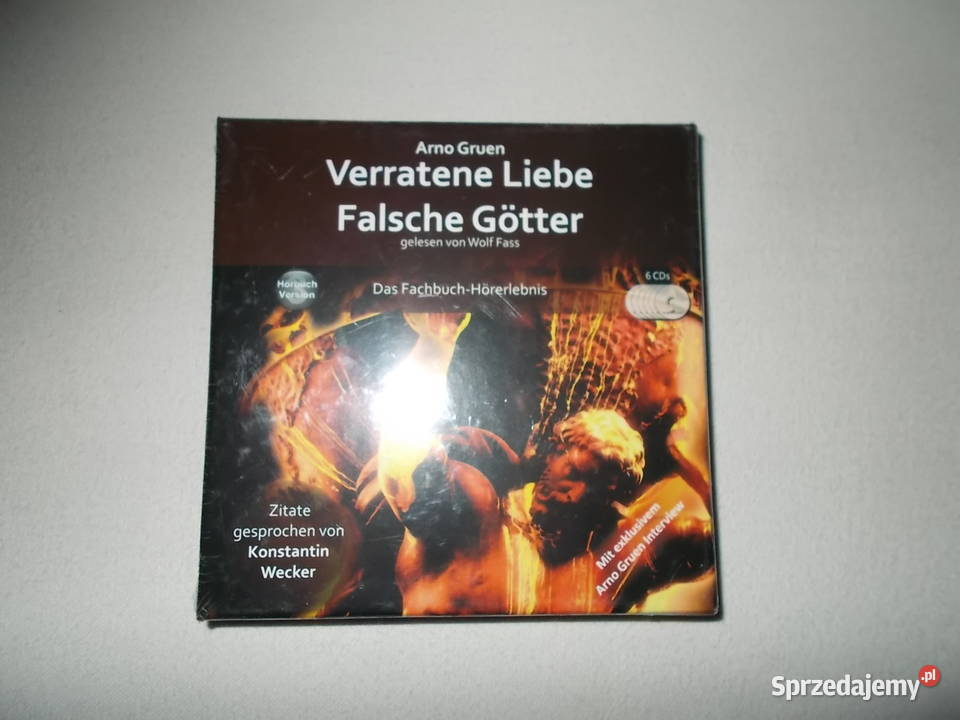 Arno Gruen
Verratene Liebe
Falsche Götter
gelesen von Wolf Fass
Hörbuch
Version
Das Fachbuch-Hörerlebnis
6 CDs
Zitate
gesprochen von
Konstantin
Wecker
Mit exklusivem
Arno Gruen Interview
Sprzedajemy.pl